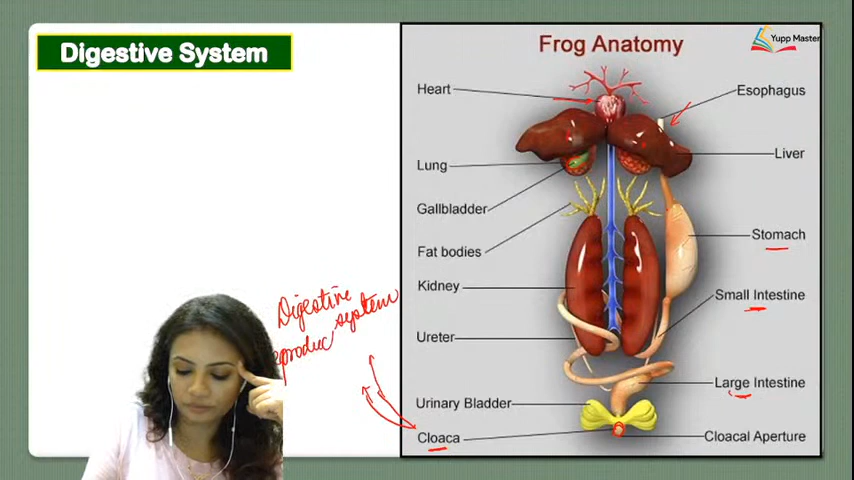 Digestive System
Yupp Master
Frog Anatomy
Heart
Esophagus
Liver
Lung
Gallbladder
Stomach
Fat bodies
Kidney
Small Intestine
Digestive
system
Ureter
Large Intestine
Urinary Bladder
Cloaca
Cloacal Aperture